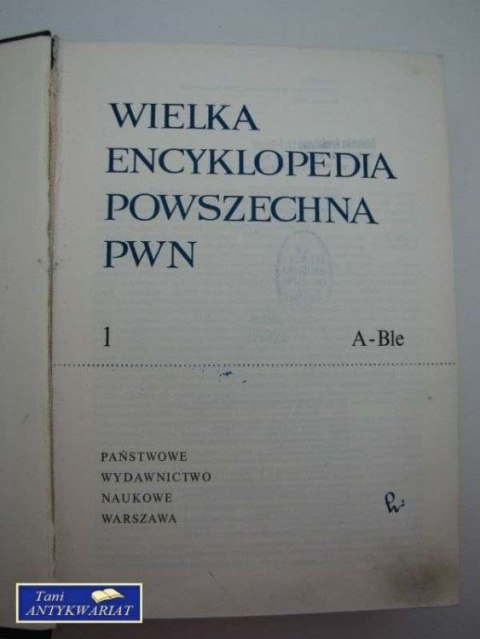 WIELKA
ENCYKLOPEDIA
POWSZECHNA
PWN
1 A-Ble
PAŃSTWOWE
WYDAWNICTWO
NAUKOWE
WARSZAWA
Tani
ANTYKWARIAT